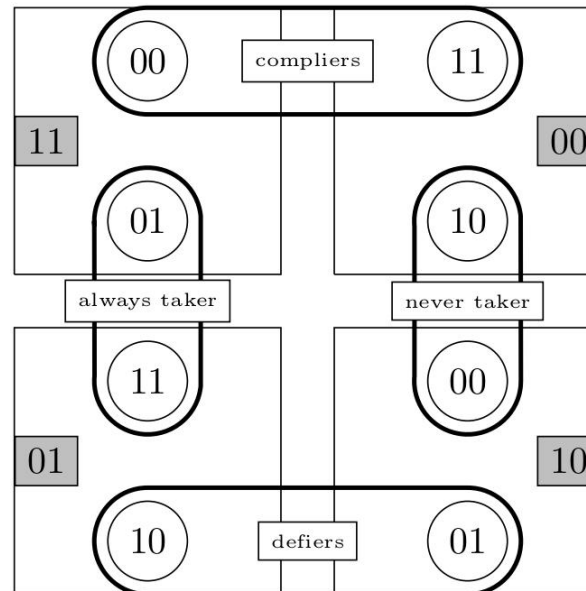 00 compliers 11
11 00
01 10
always taker never taker
11 00
01 10
10 defiers 01